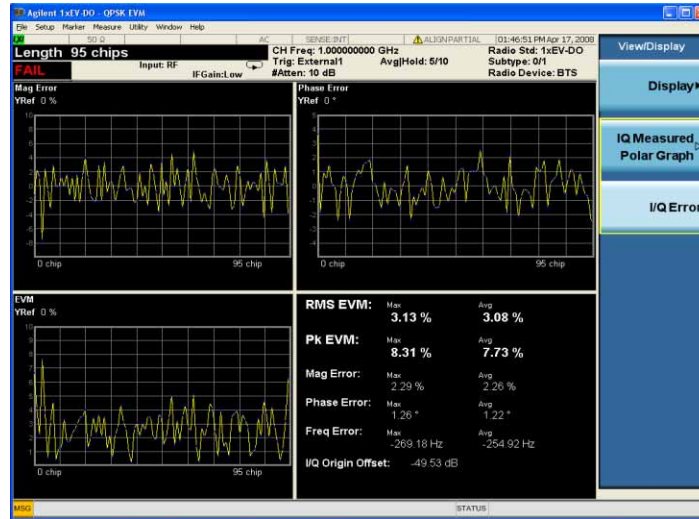 Agilent 1xEV-DO - QPSK EVM
File Setup Marker Measure Utility Window Help
50 Ω AC SENSE:INT ALIGN PARTIAL 01:46:51 PM Apr 17, 2008
Length 95 chips
CH Freq: 1.000000000 GHz Radio Std: 1xEV-DO
Input: RF Trig: External1 Avg|Hold: 5/10 Subtype: 0/1
FAIL IFGain:Low #Atten: 10 dB Radio Device: BTS
View/Display
Display
IQ Measured
Polar Graph
I/Q Error
Mag Error
YRef 0 %
0 chip 95 chip
Phase Error
YRef 0 °
0 chip 95 chip
EVM
YRef 0 %
0 chip 95 chip
RMS EVM: Max Avg
3.13 % 3.08 %
Pk EVM: Max Avg
8.31 % 7.73 %
Mag Error: Max Avg
2.29 % 2.26 %
Phase Error: Max Avg
1.26 ° 1.22 °
Freq Error: Max Avg
-269.18 Hz -254.92 Hz
I/Q Origin Offset: -49.53 dB
MSG STATUS